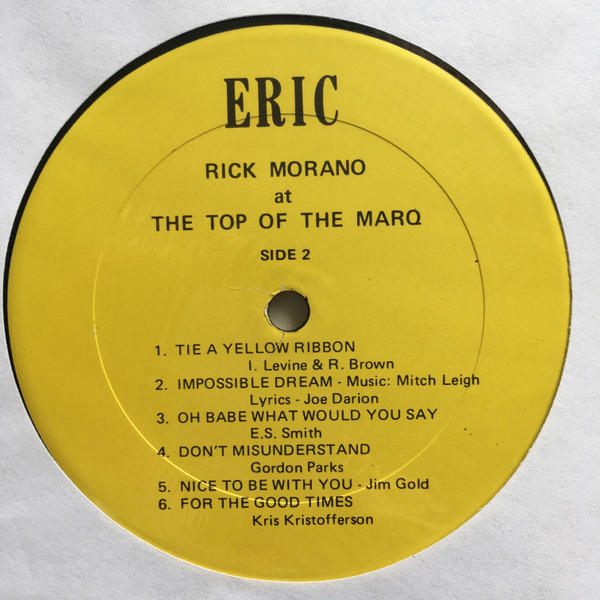 ERIC
RICK MORANO
at
THE TOP OF THE MARQ
SIDE 2
1. TIE A YELLOW RIBBON
I. Levine & R. Brown
2. IMPOSSIBLE DREAM - Music: Mitch Leigh
Lyrics - Joe Darion
3. OH BABE WHAT WOULD YOU SAY
E.S. Smith
4. DON'T MISUNDERSTAND
Gordon Parks
5. NICE TO BE WITH YOU - Jim Gold
6. FOR THE GOOD TIMES
Kris Kristofferson